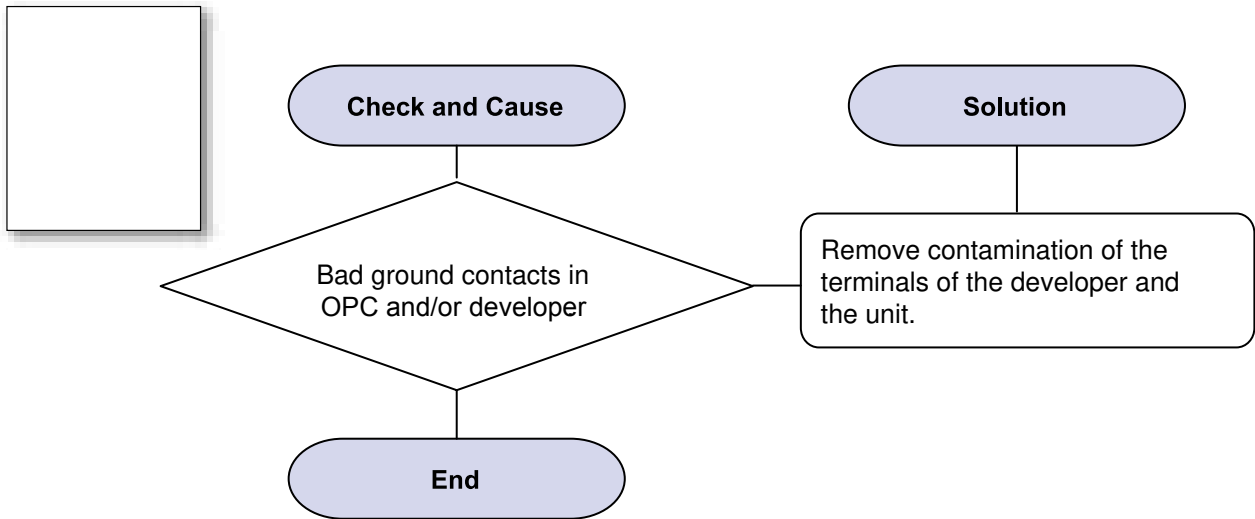 Check and Cause
Solution
Bad ground contacts in
OPC and/or developer
Remove contamination of the
terminals of the developer and
the unit.
End